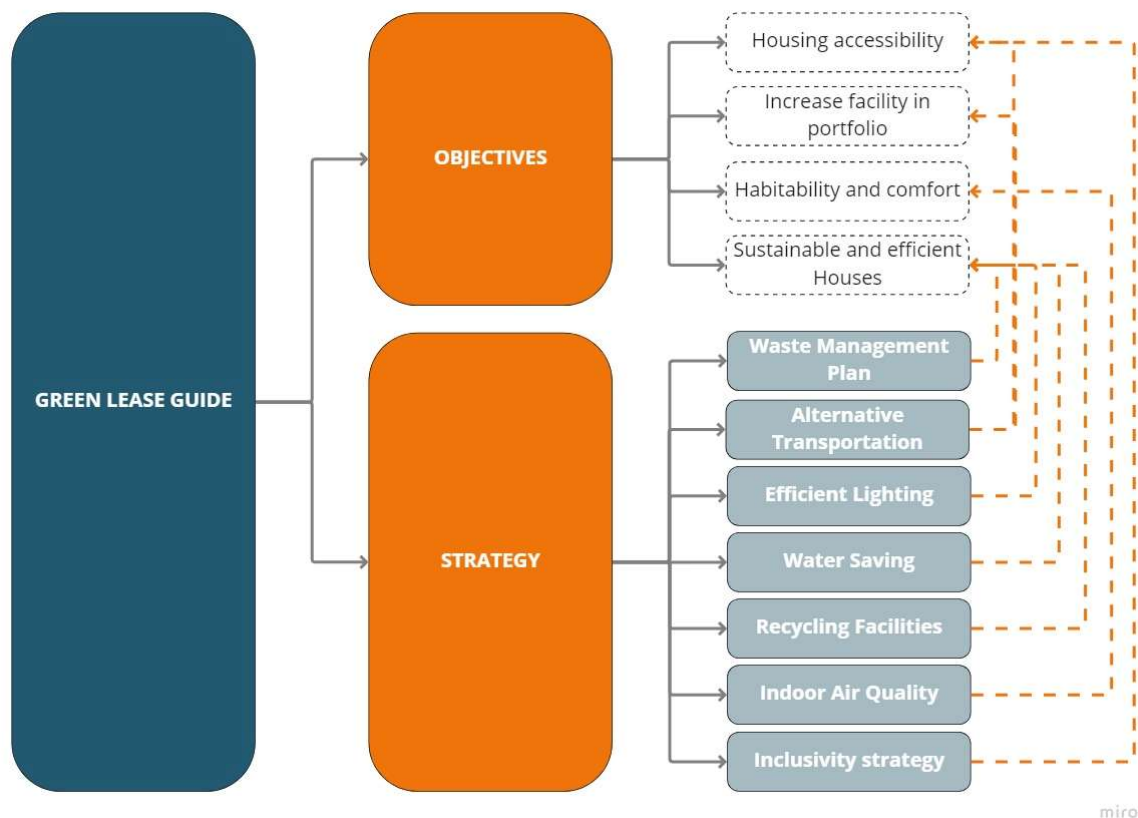 GREEN LEASE GUIDE
OBJECTIVES
Housing accessibility
Increase facility in
portfolio
Habitability and comfort
Sustainable and efficient
Houses
STRATEGY
Waste Management
Plan
Alternative
Transportation
Efficient Lighting
Water Saving
Recycling Facilities
Indoor Air Quality
Inclusivity strategy
miro